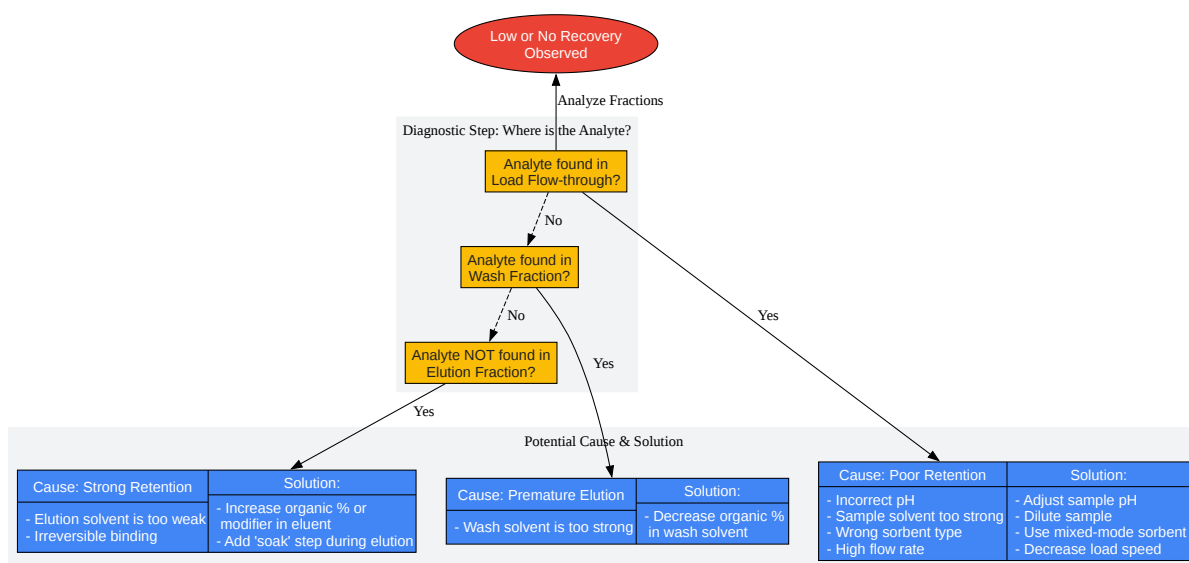 Low or No Recovery
Observed
Analyze Fractions
Diagnostic Step: Where is the Analyte?
Analyte found in
Load Flow-through?
No
Analyte found in
Wash Fraction?
No
Yes
Yes
Analyte NOT found in
Elution Fraction?
Yes
Potential Cause & Solution
Cause: Strong Retention
- Elution solvent is too weak
- Irreversible binding
Solution:
- Increase organic % or
modifier in eluent
- Add 'soak' step during elution
Cause: Premature Elution
- Wash solvent is too strong
Solution:
- Decrease organic %
in wash solvent
Cause: Poor Retention
- Incorrect pH
- Sample solvent too strong
- Wrong sorbent type
- High flow rate
Solution:
- Adjust sample pH
- Dilute sample
- Use mixed-mode sorbent
- Decrease load speed